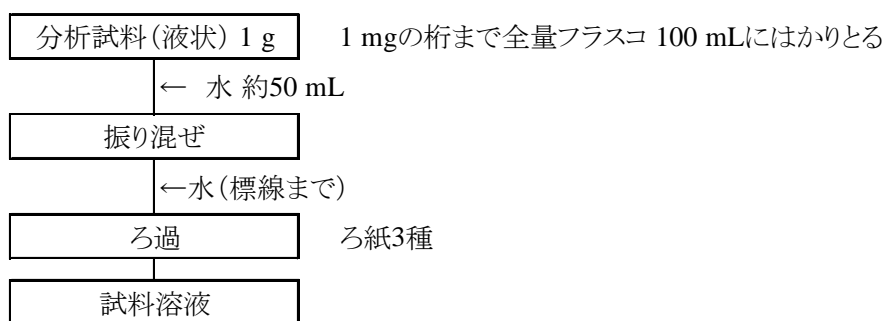 分析試料（液状） 1 g　1 mgの桁まで全量フラスコ 100 mLにはかりとる
← 水 約50 mL
振り混ぜ
←水（標線まで）
ろ過　ろ紙3種
試料溶液